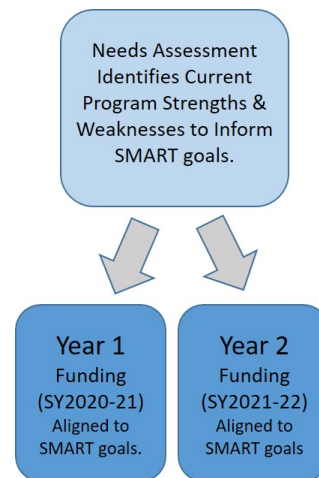 Needs Assessment
Identifies Current
Program Strengths &
Weaknesses to Inform
SMART goals.
Year 1
Funding
(SY2020-21)
Aligned to
SMART goals.
Year 2
Funding
(SY2021-22)
Aligned to
SMART goals